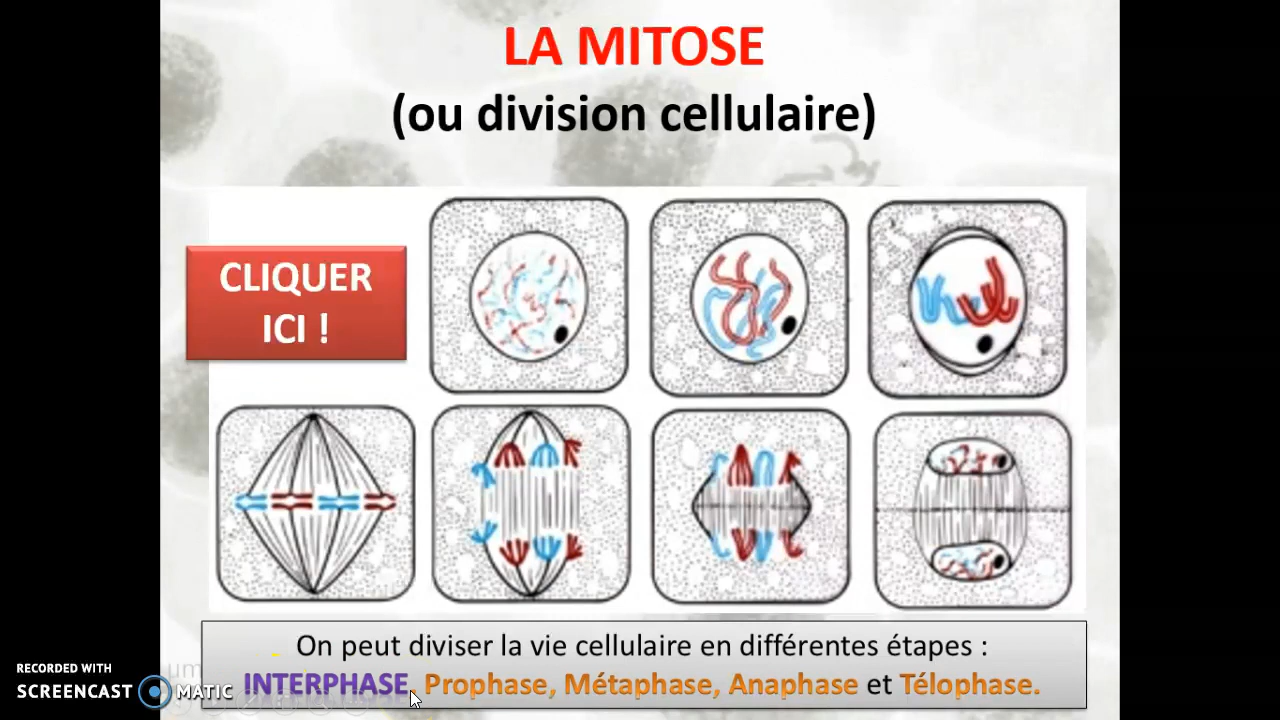 LA MITOSE
(ou division cellulaire)
CLIQUER
ICI !
On peut diviser la vie cellulaire en différentes étapes :
INTERPHASE, Prophase, Métaphase, Anaphase et Télophase.
RECORDED WITH
SCREENCAST MATIC